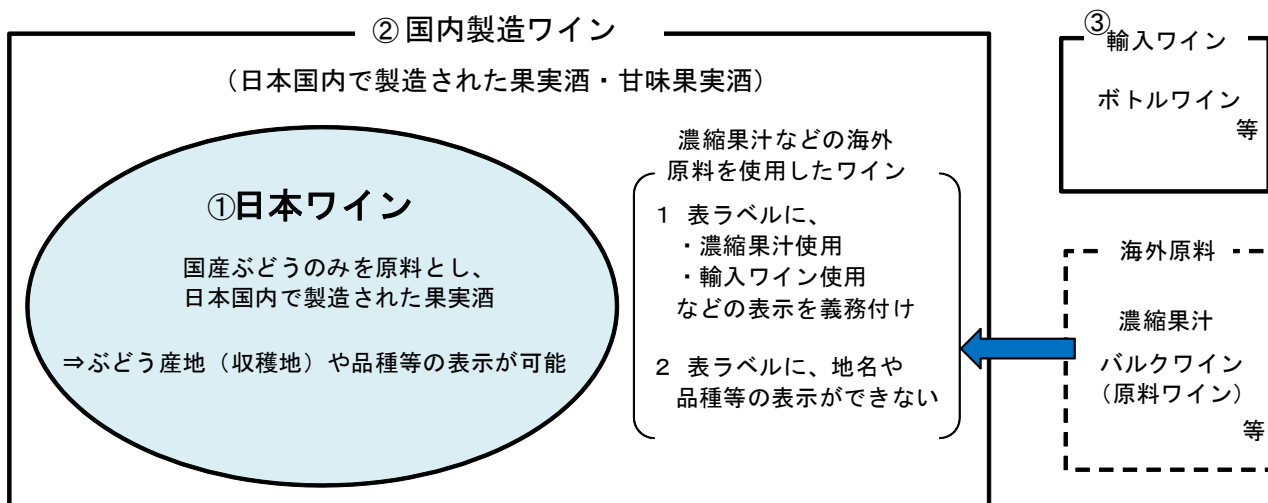 ②国内製造ワイン
（日本国内で製造された果実酒・甘味果実酒）
①日本ワイン
国産ぶどうのみを原料とし、
日本国内で製造された果実酒
⇒ぶどう産地（収穫地）や品種等の表示が可能
濃縮果汁などの海外
原料を使用したワイン
１ 表ラベルに、
・濃縮果汁使用
・輸入ワイン使用
などの表示を義務付け
２ 表ラベルに、地名や
品種等の表示ができない
③
輸入ワイン
ボトルワイン
等
海外原料
濃縮果汁
バルクワイン
（原料ワイン）
等